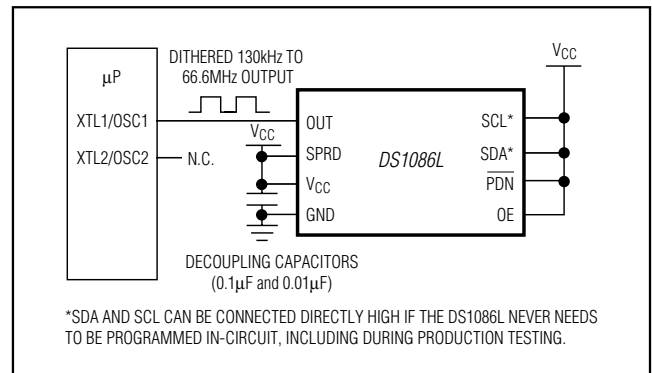 DITHERED 130kHz TO
66.6MHz OUTPUT
μP
XTL1/OSC1
XTL2/OSC2
N.C.
VCC
OUT
SPRD
VCC
GND
DS1086L
VCC
SCL*
SDA*
PDN
OE
DECOUPLING CAPACITORS
(0.1μF and 0.01μF)
*SDA AND SCL CAN BE CONNECTED DIRECTLY HIGH IF THE DS1086L NEVER NEEDS
TO BE PROGRAMMED IN-CIRCUIT, INCLUDING DURING PRODUCTION TESTING.